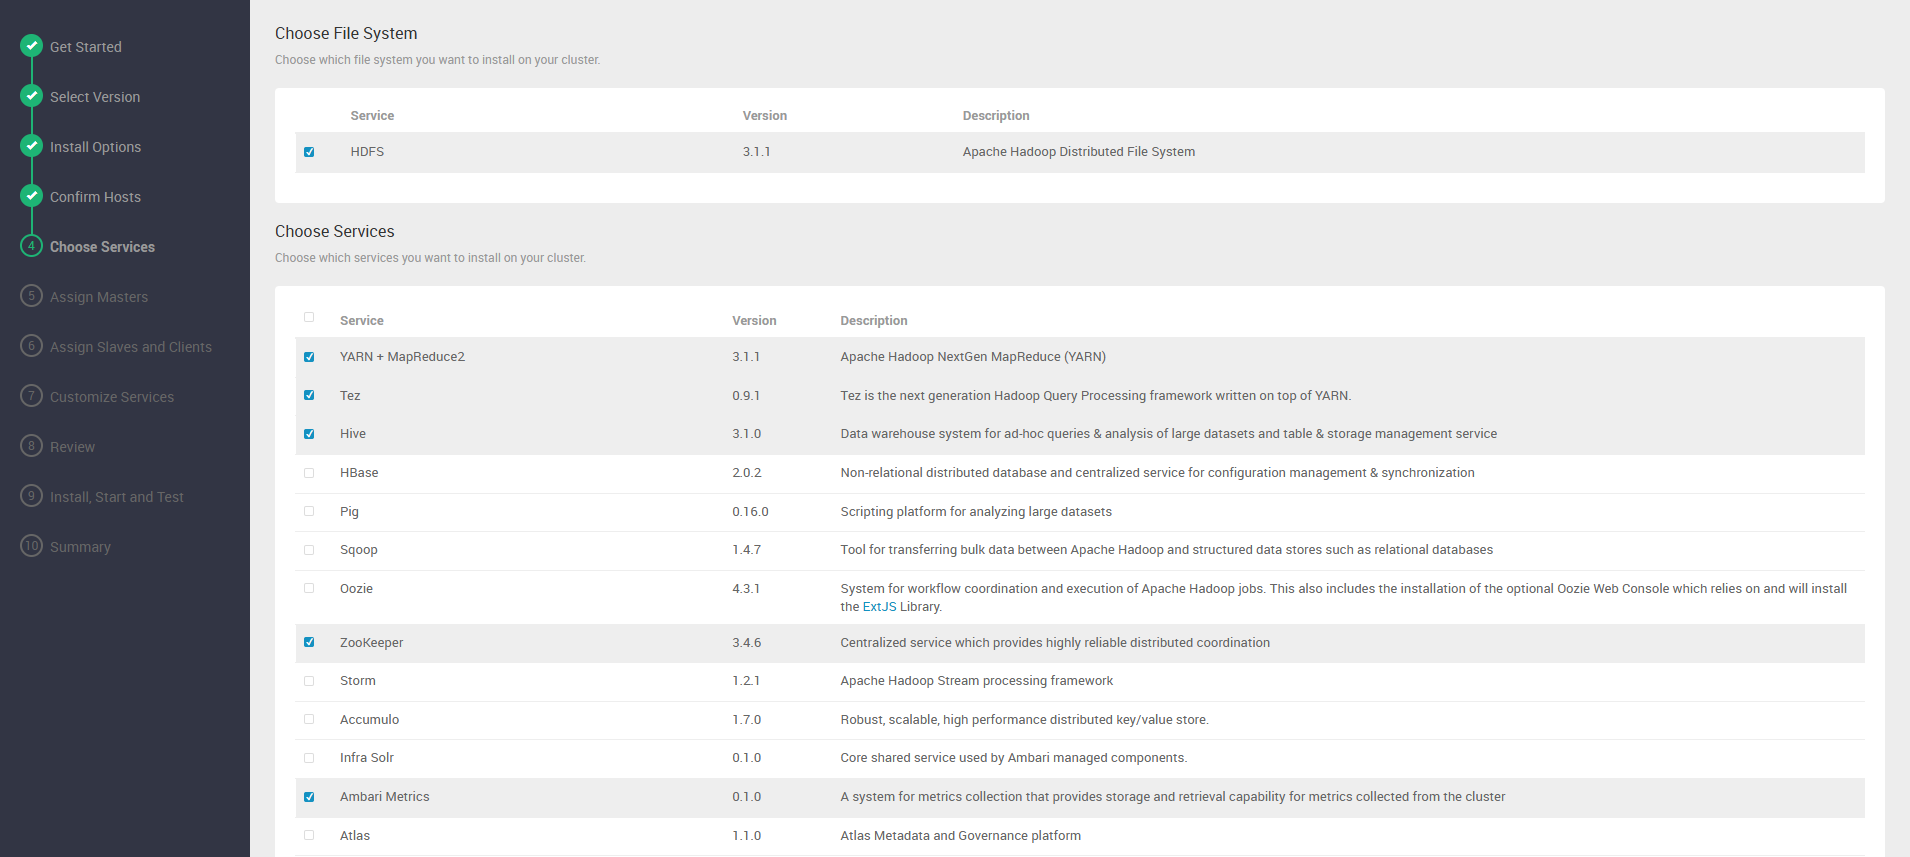 Get Started
Select Version
Install Options
Confirm Hosts
4 Choose Services
5 Assign Masters
6 Assign Slaves and Clients
7 Customize Services
8 Review
9 Install, Start and Test
10 Summary
Choose File System
Choose which file system you want to install on your cluster.
Service Version Description
HDFS 3.1.1 Apache Hadoop Distributed File System
Choose Services
Choose which services you want to install on your cluster.
Service Version Description
YARN + MapReduce2 3.1.1 Apache Hadoop NextGen MapReduce (YARN)
Tez 0.9.1 Tez is the next generation Hadoop Query Processing framework written on top of YARN.
Hive 3.1.0 Data warehouse system for ad-hoc queries & analysis of large datasets and table & storage management service
HBase 2.0.2 Non-relational distributed database and centralized service for configuration management & synchronization
Pig 0.16.0 Scripting platform for analyzing large datasets
Sqoop 1.4.7 Tool for transferring bulk data between Apache Hadoop and structured data stores such as relational databases
Oozie 4.3.1 System for workflow coordination and execution of Apache Hadoop jobs. This also includes the installation of the optional Oozie Web Console which relies on and will install
the ExtJS Library.
ZooKeeper 3.4.6 Centralized service which provides highly reliable distributed coordination
Storm 1.2.1 Apache Hadoop Stream processing framework
Accumulo 1.7.0 Robust, scalable, high performance distributed key/value store.
Infra Solr 0.1.0 Core shared service used by Ambari managed components.
Ambari Metrics 0.1.0 A system for metrics collection that provides storage and retrieval capability for metrics collected from the cluster
Atlas 1.1.0 Atlas Metadata and Governance platform